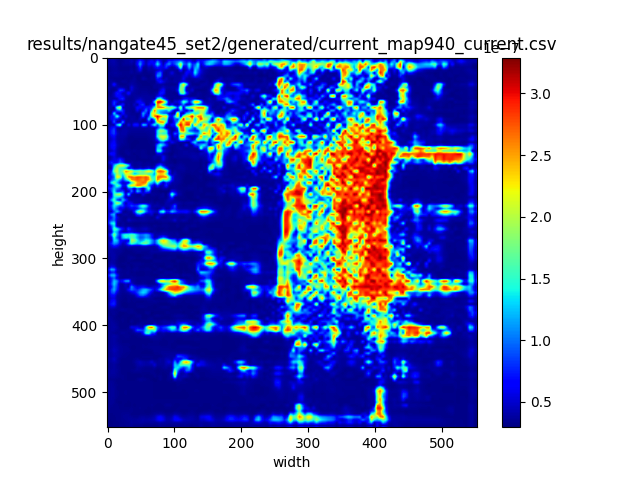 results/nangate45_set2/generated/current_map940_current.csv
1e−7
0
100
200
300
400
500
height
0 100 200 300 400 500
width
3.0
2.5
2.0
1.5
1.0
0.5